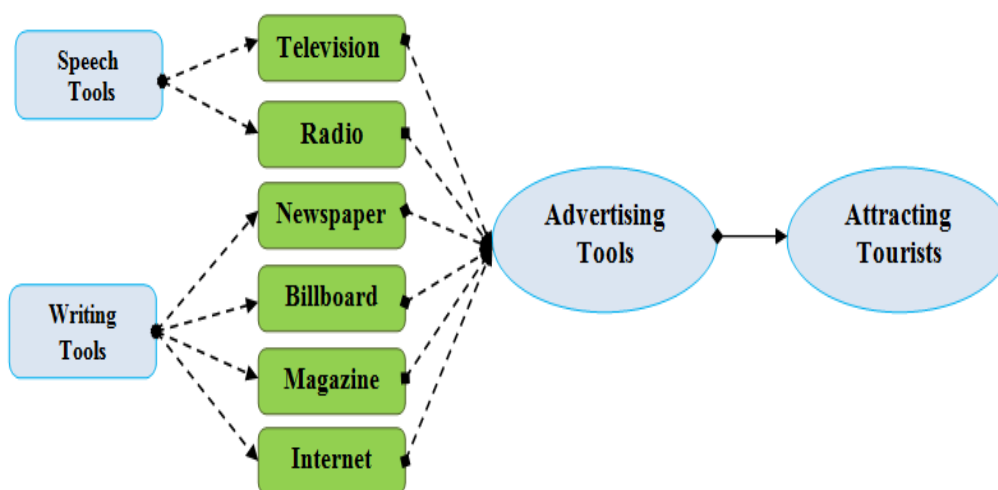 Speech
Tools
Television
Radio
Newspaper
Billboard
Magazine
Internet
Writing
Tools
Advertising
Tools
Attracting
Tourists